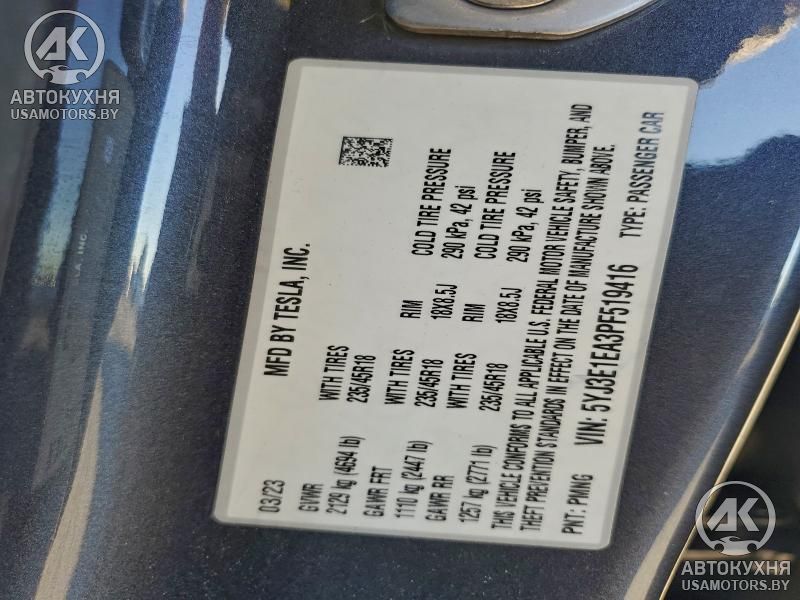 AK
АВТОКУХНЯ
USAMOTORS.BY
03/23 MFD BY TESLA, INC.
GVWR WITH TIRES
2129 kg (4694 lb) 235/45R18
GAWR FRT WITH TIRES RIM COLD TIRE PRESSURE
1110 kg (2447 lb) 235/45R18 18X8.5J 290 kPa, 42 psi
GAWR RR WITH TIRES RIM COLD TIRE PRESSURE
1257 kg (2771 lb) 235/45R18 18X8.5J 290 kPa, 42 psi
THIS VEHICLE CONFORMS TO ALL APPLICABLE U.S. FEDERAL MOTOR VEHICLE SAFETY, BUMPER, AND
THEFT PREVENTION STANDARDS IN EFFECT ON THE DATE OF MANUFACTURE SHOWN ABOVE.
PNT: PMNG VIN: 5YJ3E1EA3PF519416 TYPE: PASSENGER CAR
AK
АВТОКУХНЯ
USAMOTORS.BY